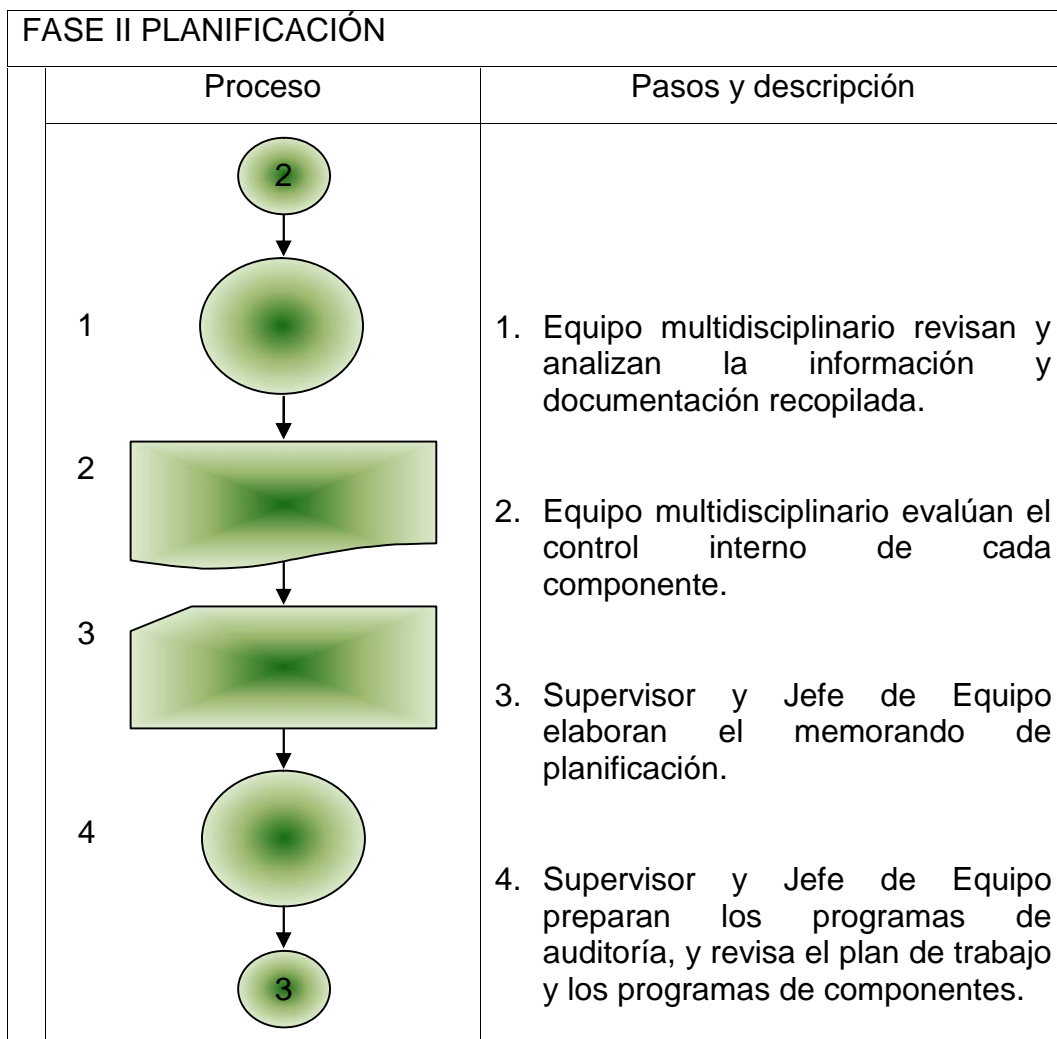 FASE II PLANIFICACIÓN
Proceso
Pasos y descripción
2
1
2
3
4
3
1. Equipo multidisciplinario revisan y
analizan la información y
documentación recopilada.
2. Equipo multidisciplinario evalúan el
control interno de cada
componente.
3. Supervisor y Jefe de Equipo
elaboran el memorando de
planificación.
4. Supervisor y Jefe de Equipo
preparan los programas de
auditoría, y revisa el plan de trabajo
y los programas de componentes.